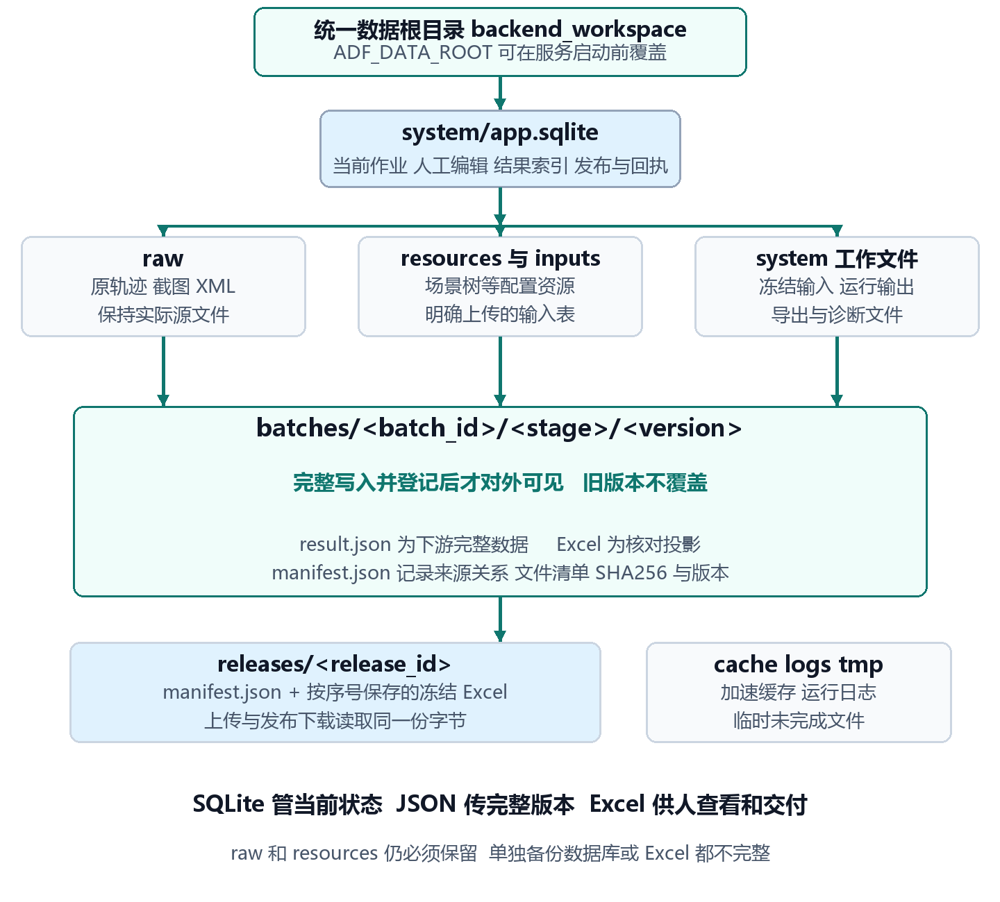 统一数据根目录 backend_workspace
ADF_DATA_ROOT 可在服务启动前覆盖
system/app.sqlite
当前作业 人工编辑 结果索引 发布与回执
raw
原轨迹 截图 XML
保持实际源文件
resources 与 inputs
场景树等配置资源
明确上传的输入表
system 工作文件
冻结输入 运行输出
导出与诊断文件
batches/<batch_id>/<stage>/<version>
完整写入并登记后才对外可见 旧版本不覆盖
result.json 为下游完整数据 Excel 为核对投影
manifest.json 记录来源关系 文件清单 SHA256 与版本
releases/<release_id>
manifest.json + 按序号保存的冻结 Excel
上传与发布下载读取同一份字节
cache logs tmp
加速缓存 运行日志
临时未完成文件
SQLite 管当前状态 JSON 传完整版本 Excel 供人查看和交付
raw 和 resources 仍必须保留 单独备份数据库或 Excel 都不完整